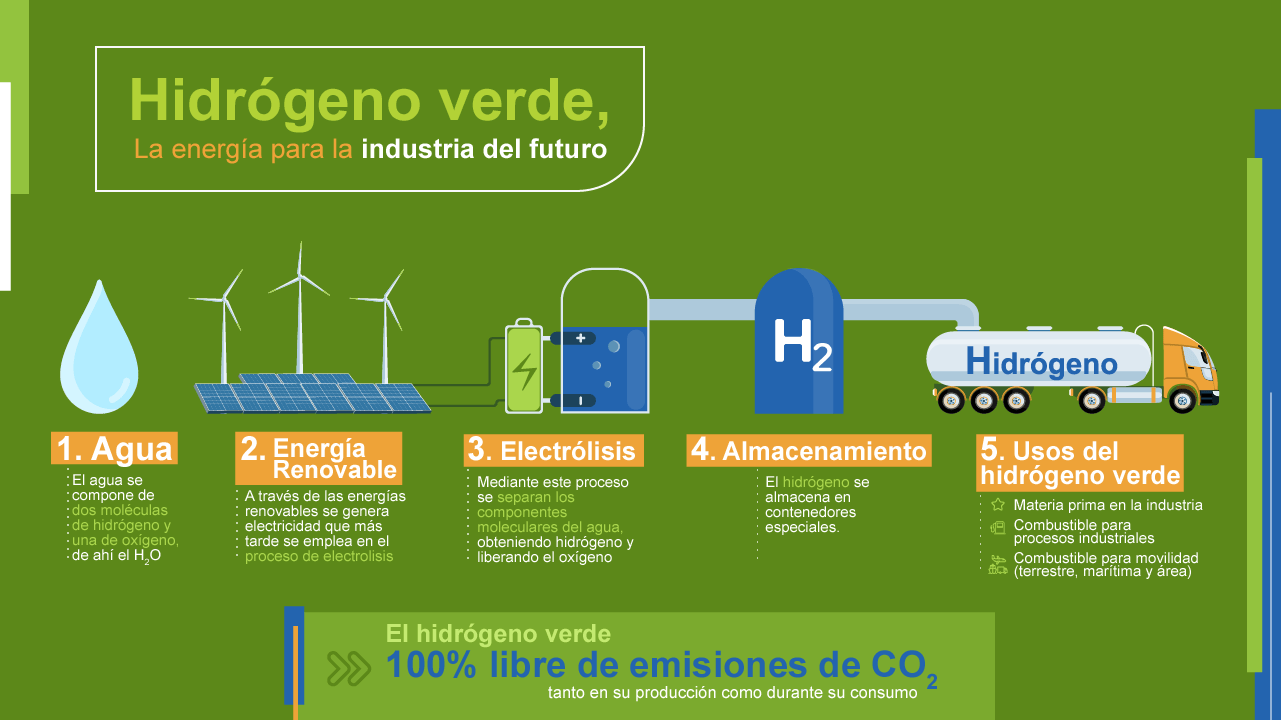 Hidrógeno verde,
La energía para la industria del futuro
+
H2
Hidrógeno
1. Agua
El agua se
compone de
dos moléculas
de hidrógeno y
una de oxígeno,
de ahí el H2O
2. Energía
Renovable
A través de las energías
renovables se genera
electricidad que más
tarde se emplea en el
proceso de electrolisis
3. Electrólisis
Mediante este proceso
se separan los
componentes
moleculares del agua,
obteniendo hidrógeno y
liberando el oxígeno
4. Almacenamiento
El hidrógeno se
almacena en
contenedores
especiales.
5. Usos del
hidrógeno verde
Materia prima en la industria
Combustible para
procesos industriales
Combustible para movilidad
(terrestre, marítima y área)
El hidrógeno verde
100% libre de emisiones de CO2
tanto en su producción como durante su consumo